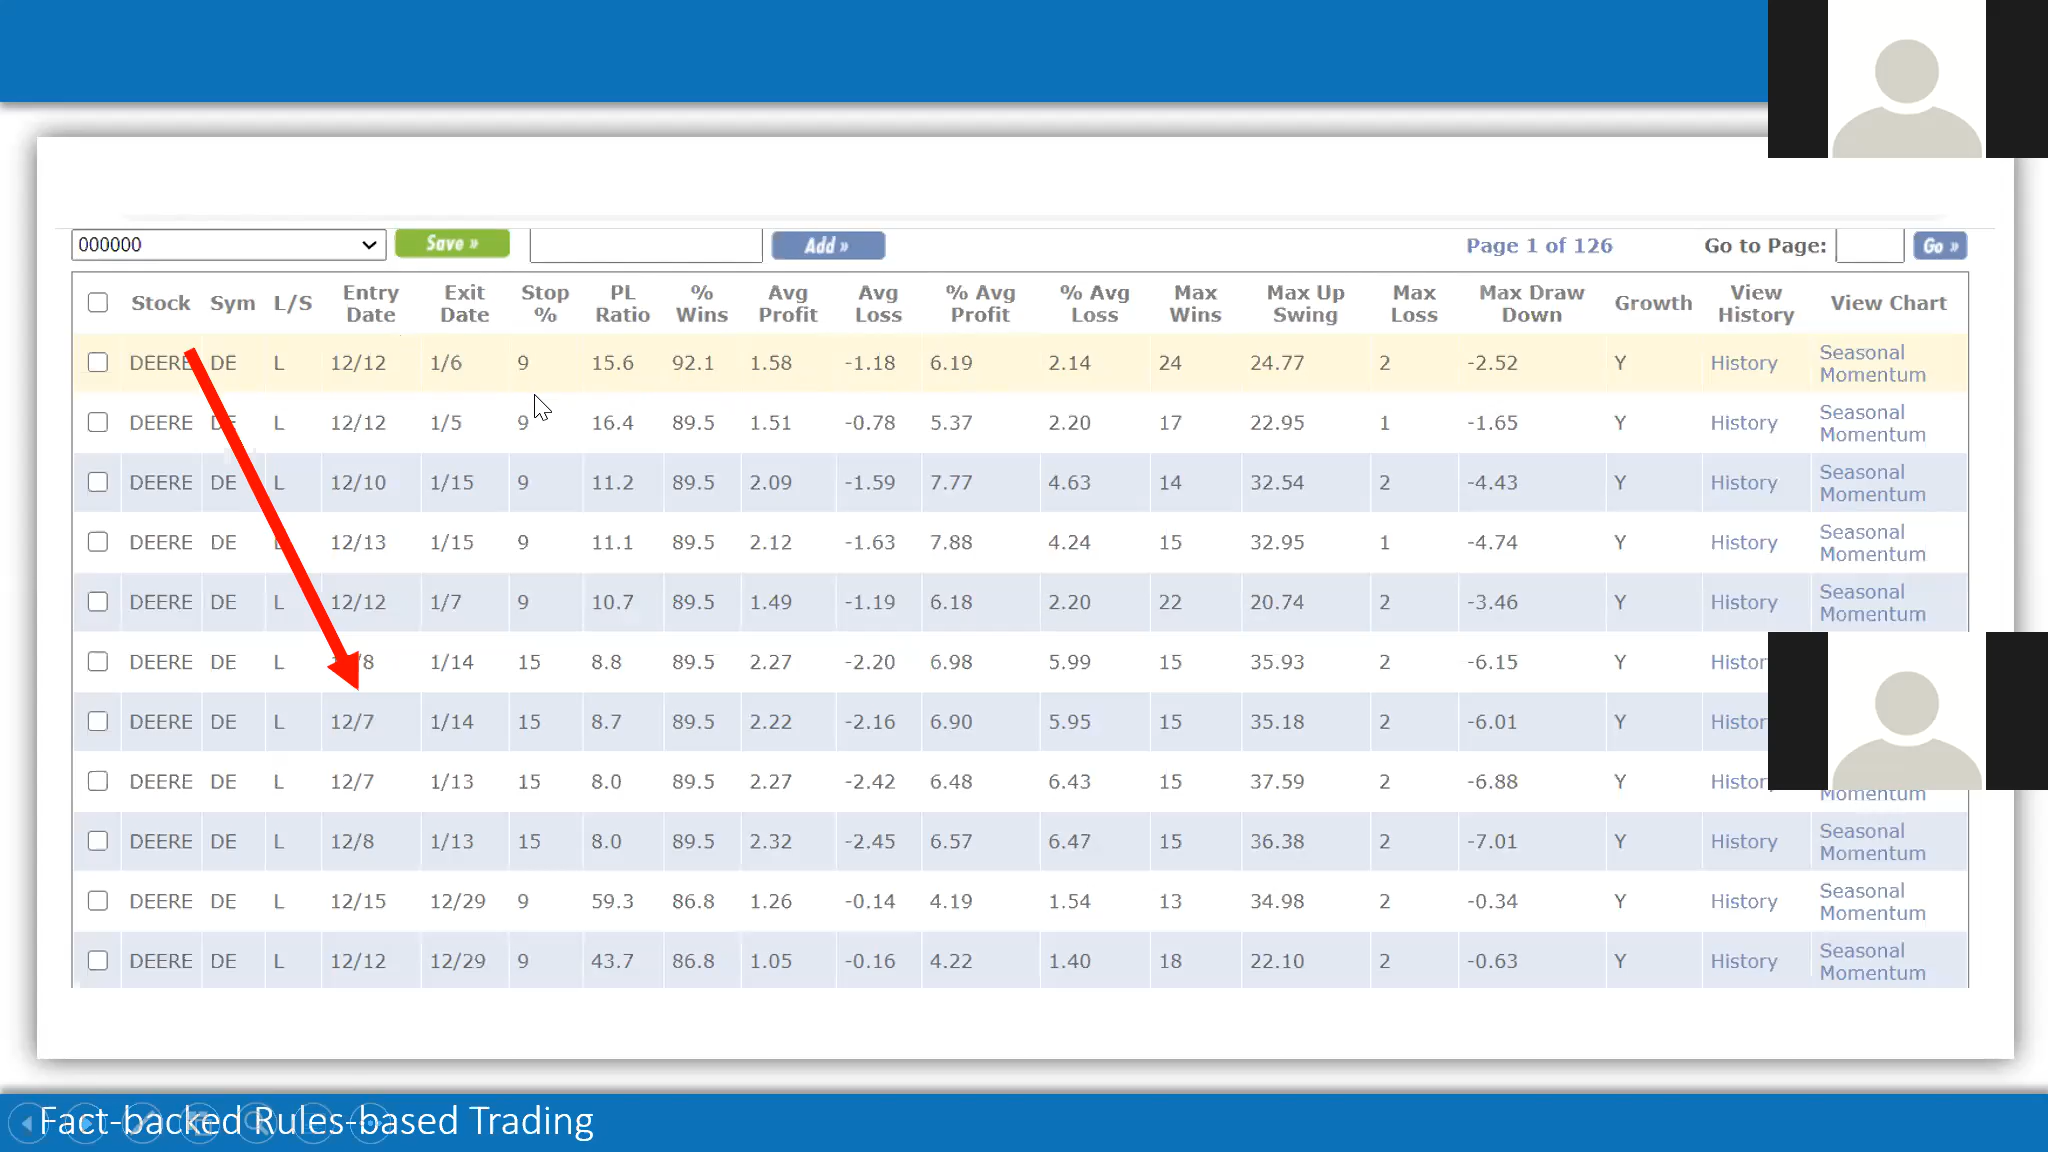 000000 Save » Add » Page 1 of 126 Go to Page: Go »
Stock Sym L/S Entry Date Exit Date Stop % PL Ratio % Wins Avg Profit Avg Loss % Avg Profit % Avg Loss Max Wins Max Up Swing Max Loss Max Draw Down Growth View History View Chart
DEERE DE L 12/12 1/6 9 15.6 92.1 1.58 -1.18 6.19 2.14 24 24.77 2 -2.52 Y History Seasonal Momentum
DEERE DE L 12/12 1/5 9 16.4 89.5 1.51 -0.78 5.37 2.20 17 22.95 1 -1.65 Y History Seasonal Momentum
DEERE DE L 12/10 1/15 9 11.2 89.5 2.09 -1.59 7.77 4.63 14 32.54 2 -4.43 Y History Seasonal Momentum
DEERE DE L 12/13 1/15 9 11.1 89.5 2.12 -1.63 7.88 4.24 15 32.95 1 -4.74 Y History Seasonal Momentum
DEERE DE L 12/12 1/7 9 10.7 89.5 1.49 -1.19 6.18 2.20 22 20.74 2 -3.46 Y History Seasonal Momentum
DEERE DE L 1/14 15 8.8 89.5 2.27 -2.20 6.98 5.99 15 35.93 2 -6.15 Y
DEERE DE L 12/7 1/14 15 8.7 89.5 2.22 -2.16 6.90 5.95 15 35.18 2 -6.01 Y
DEERE DE L 12/7 1/13 15 8.0 89.5 2.27 -2.42 6.48 6.43 15 37.59 2 -6.88 Y Momentum
DEERE DE L 12/8 1/13 15 8.0 89.5 2.32 -2.45 6.57 6.47 15 36.38 2 -7.01 Y History Seasonal Momentum
DEERE DE L 12/15 12/29 9 59.3 86.8 1.26 -0.14 4.19 1.54 13 34.98 2 -0.34 Y History Seasonal Momentum
DEERE DE L 12/12 12/29 9 43.7 86.8 1.05 -0.16 4.22 1.40 18 22.10 2 -0.63 Y History Seasonal Momentum
Fact-backed Rules-based Trading